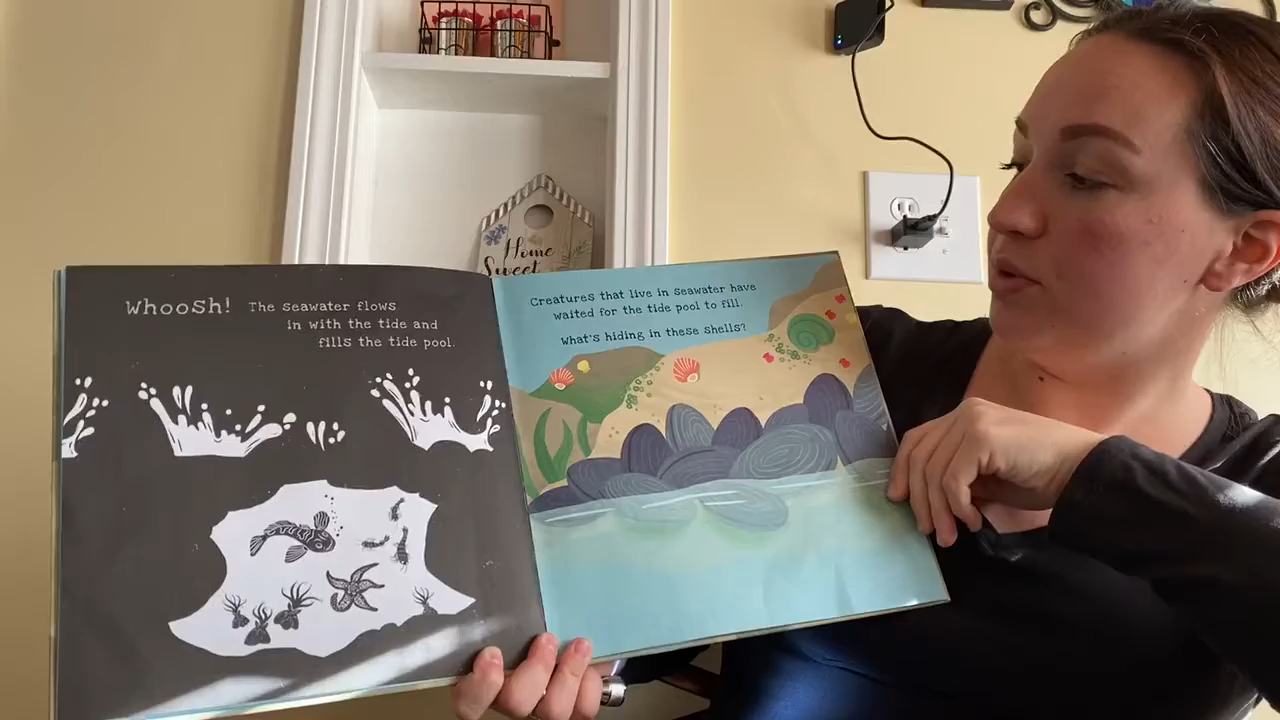 Home
Sweet
Whoosh! The seawater flows
in with the tide and
fills the tide pool.
Creatures that live in seawater have
waited for the tide pool to fill.
What's hiding in these shells?